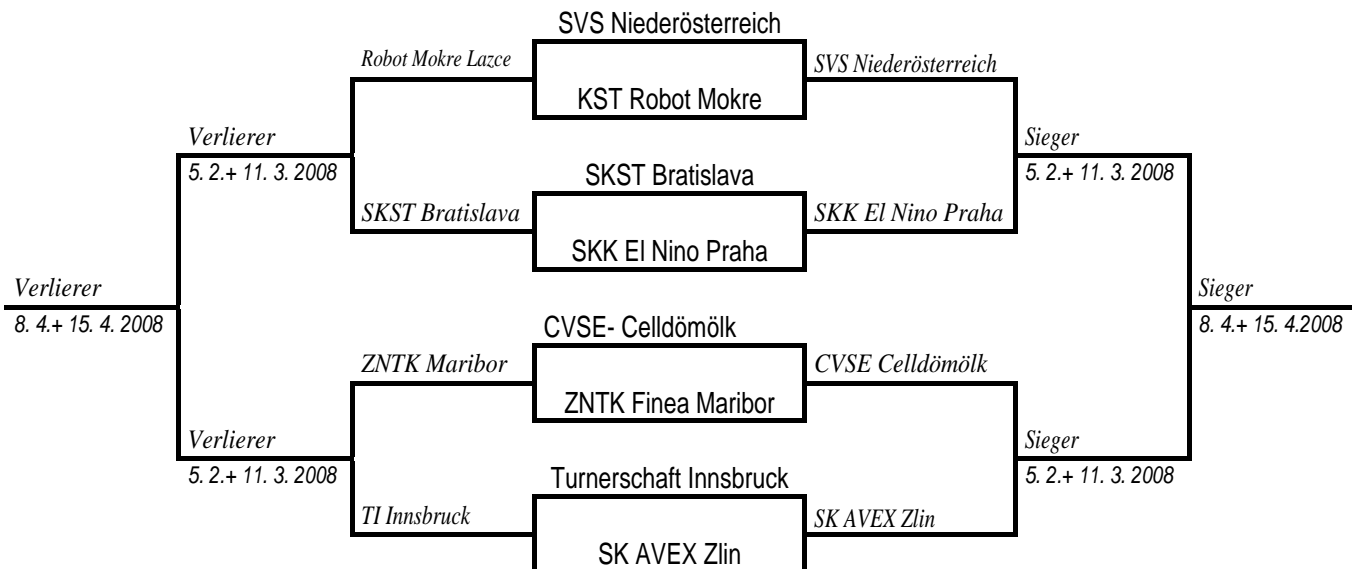 SVS Niederösterreich
Robot Mokre Lazce
SVS Niederösterreich
KST Robot Mokre
Verlierer
Sieger
5. 2.+ 11. 3. 2008
SKST Bratislava
5. 2.+ 11. 3. 2008
SKST Bratislava
SKK El Nino Praha
SKK El Nino Praha
Verlierer
Sieger
8. 4.+ 15. 4. 2008
CVSE- Celldömölk
8. 4.+ 15. 4.2008
ZNTK Maribor
CVSE Celldömölk
ZNTK Finea Maribor
Verlierer
Sieger
5. 2.+ 11. 3. 2008
Turnerschaft Innsbruck
5. 2.+ 11. 3. 2008
TI Innsbruck
SK AVEX Zlin
SK AVEX Zlin